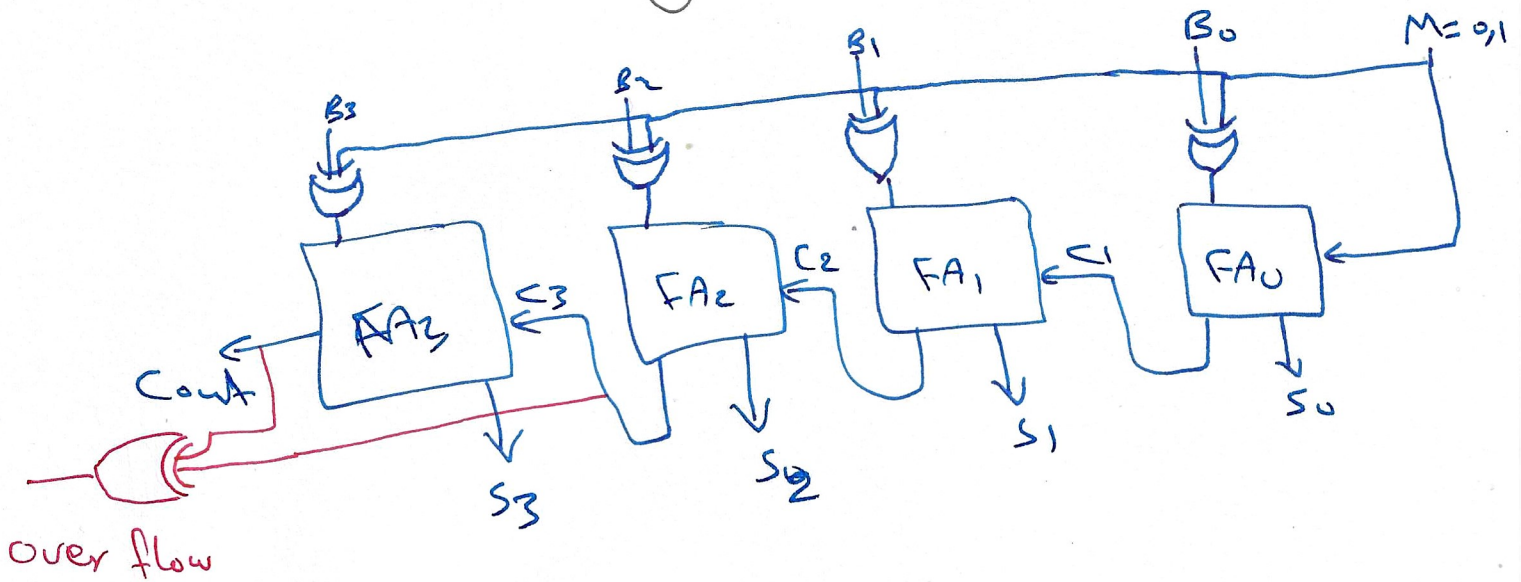 B3 B2 B1 B0 M=0,1
FA3 C3 FA2 C2 FA1 C1 FA0
Cout
S3 S2 S1 S0
over flow